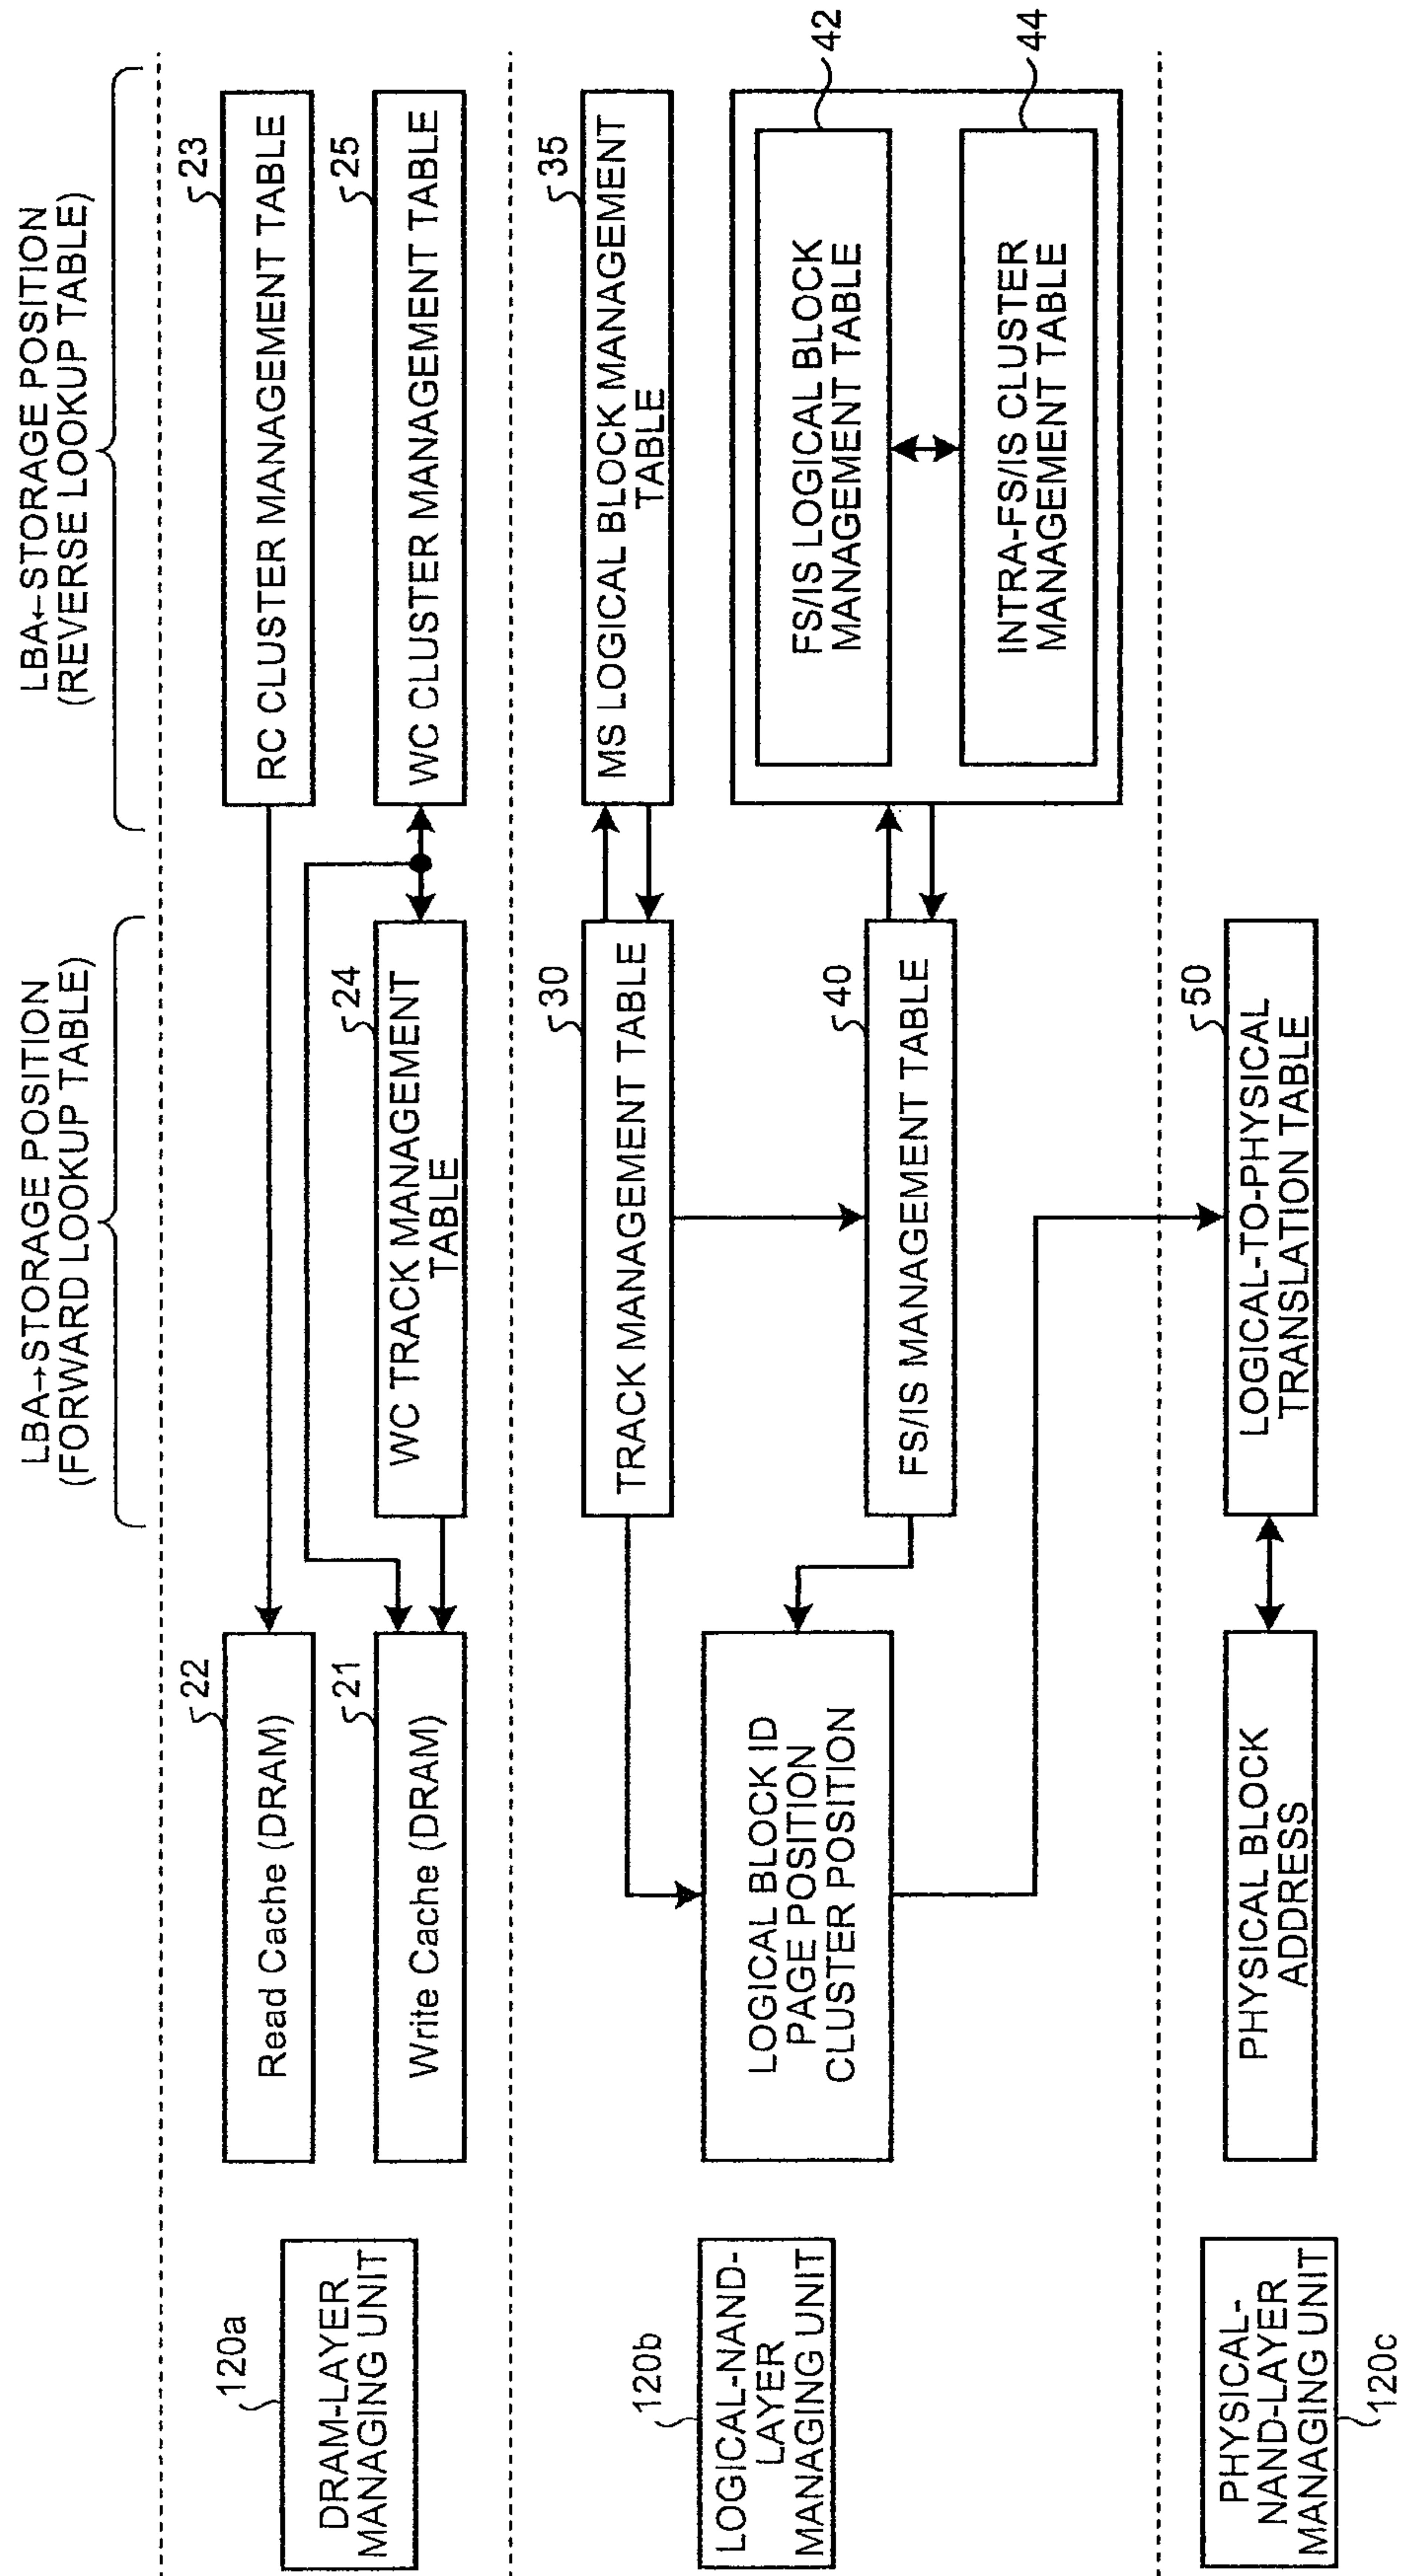 LBA→STORAGE POSITION
(FORWARD LOOKUP TABLE)
LBA←STORAGE POSITION
(REVERSE LOOKUP TABLE)
120a
DRAM-LAYER
MANAGING UNIT
22
Read Cache (DRAM)
23
RC CLUSTER MANAGEMENT TABLE
21
Write Cache (DRAM)
24
WC TRACK MANAGEMENT
TABLE
25
WC CLUSTER MANAGEMENT TABLE
120b
LOGICAL-NAND-
LAYER
MANAGING UNIT
LOGICAL BLOCK ID
PAGE POSITION
CLUSTER POSITION
30
TRACK MANAGEMENT TABLE
35
MS LOGICAL BLOCK MANAGEMENT
TABLE
40
FS/IS MANAGEMENT TABLE
42
FS/IS LOGICAL BLOCK
MANAGEMENT TABLE
44
INTRA-FS/IS CLUSTER
MANAGEMENT TABLE
PHYSICAL-
NAND-LAYER
MANAGING UNIT
120c
PHYSICAL BLOCK
ADDRESS
50
LOGICAL-TO-PHYSICAL
TRANSLATION TABLE